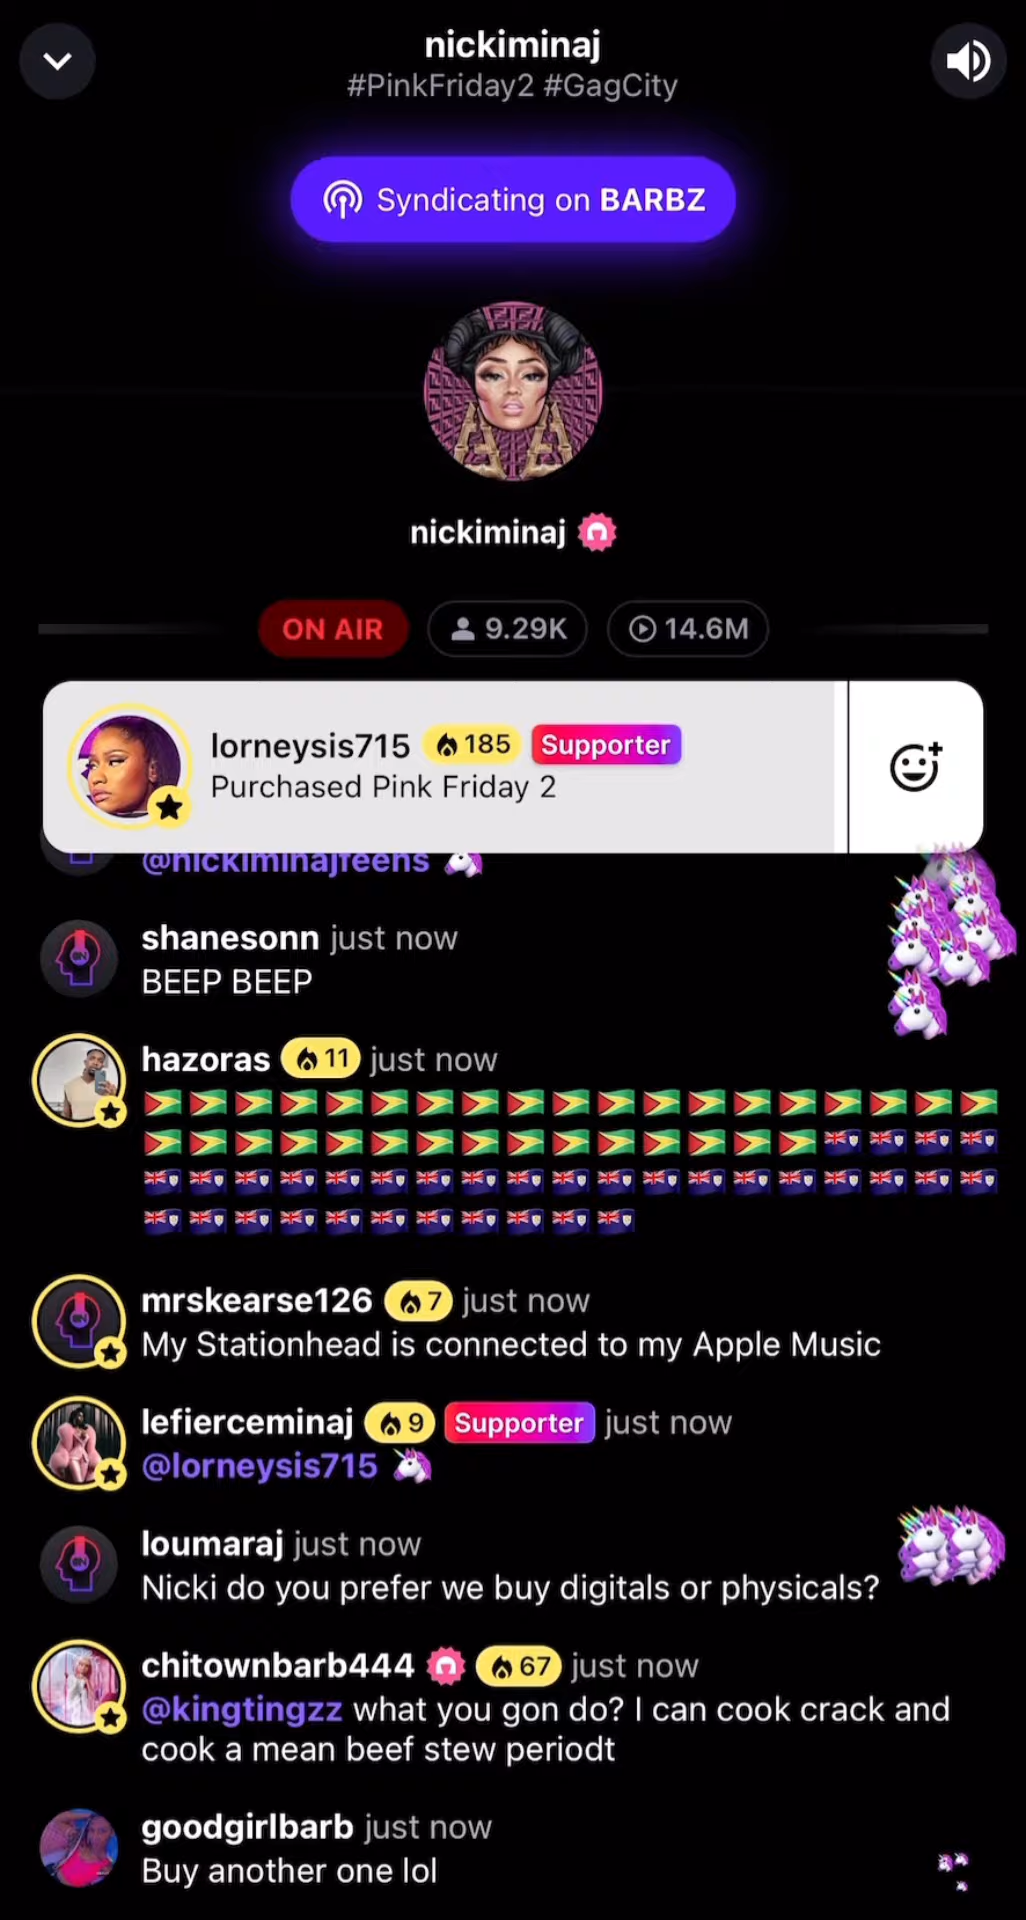 nickiminaj
#PinkFriday2 #GagCity
Syndicating on BARBZ
nickiminaj
ON AIR
9.29K
14.6M
lorneysis715 185 Supporter
Purchased Pink Friday 2
@nickiminajteens 🦄
shanesonn just now
BEEP BEEP
hazoras 11 just now
🇬🇾🇬🇾🇬🇾🇬🇾🇬🇾🇬🇾🇬🇾🇬🇾🇬🇾🇬🇾🇬🇾🇬🇾🇬🇾🇬🇾🇬🇾🇬🇾🇬🇾🇬🇾🇬🇾
🇬🇾🇬🇾🇬🇾🇬🇾🇬🇾🇬🇾🇬🇾🇬🇾🇬🇾🇬🇾🇬🇾🇬🇾🇬🇾🇬🇾🇬🇾🇦🇮🇦🇮🇦🇮🇦🇮
🇦🇮🇦🇮🇦🇮🇦🇮🇦🇮🇦🇮🇦🇮🇦🇮🇦🇮🇦🇮🇦🇮🇦🇮🇦🇮🇦🇮🇦🇮🇦🇮🇦🇮🇦🇮🇦🇮
🇦🇮🇦🇮🇦🇮🇦🇮🇦🇮🇦🇮🇦🇮🇦🇮🇦🇮🇦🇮🇦🇮
mrskearse126 7 just now
My Stationhead is connected to my Apple Music
lefierceminaj 9 Supporter just now
@lorneysis715 🦄
loumaraj just now
Nicki do you prefer we buy digitals or physicals?
chitownbarb444 67 just now
@kingtingzz what you gon do? I can cook crack and
cook a mean beef stew periodt
goodgirlbarb just now
Buy another one lol